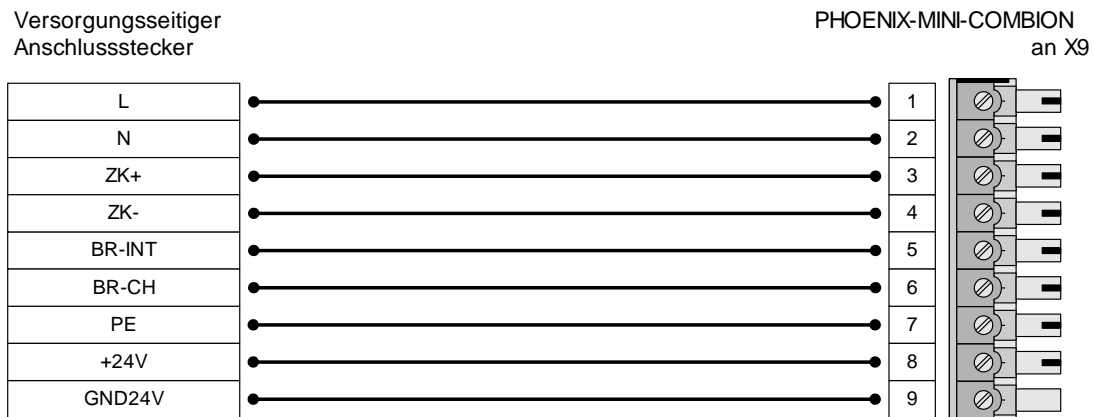 Versorgungsseitiger
Anschlussstecker
PHOENIX-MINI-COMBION
an X9
L 1
N 2
ZK+ 3
ZK- 4
BR-INT 5
BR-CH 6
PE 7
+24V 8
GND24V 9